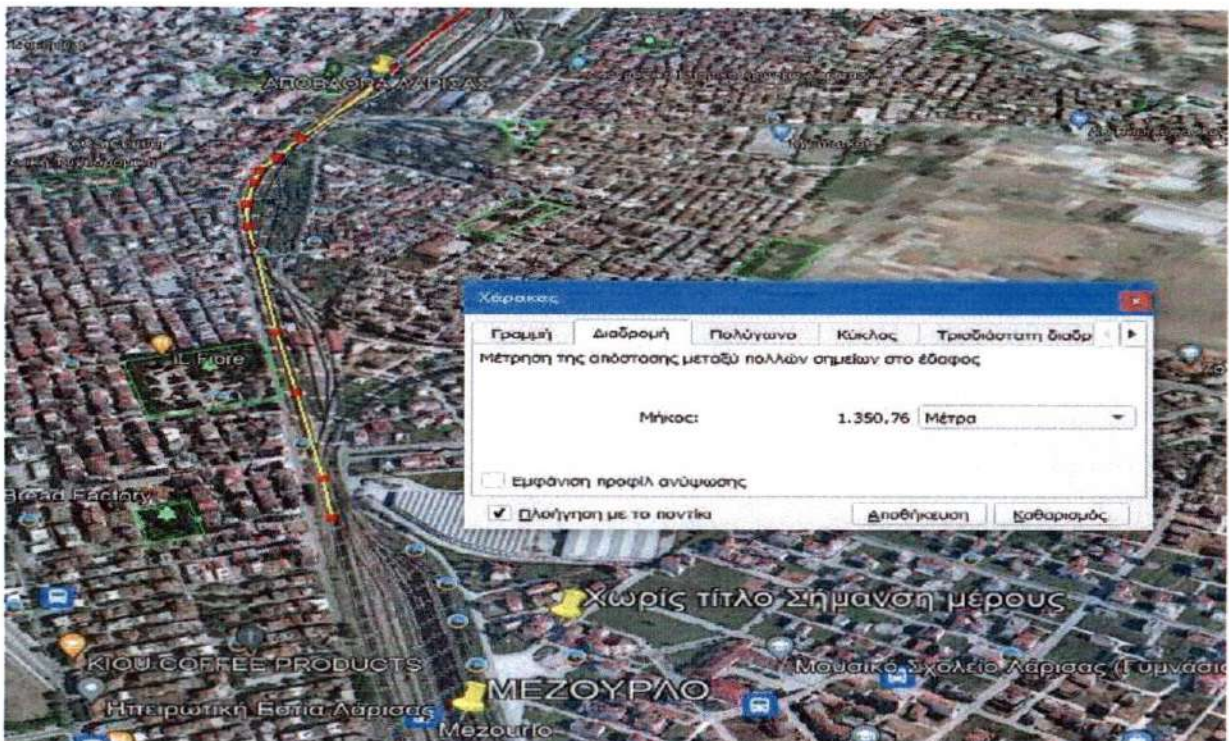 ΑΠΟΒΑΘΡΑ ΛΑΡΙΣΑΣ
Χάρακας
Γραμμή Διαδρομή Πολύγωνο Κύκλος Τρισδιάστατη διαδρ
Μέτρηση της απόστασης μεταξύ πολλών σημείων στο έδαφος
Μήκος: 1.350,76 Μέτρα
Εμφάνιση προφίλ ανύψωσης
Πλοήγηση με το ποντίκι Αποθήκευση Καθαρισμός
IL Fiore
Bread Factory
Χωρίς τίτλο Σήμανση μέρους
KIOU COFFEE PRODUCTS
Μουσικό Σχολείο Λάρισας (Γυμνάσιο
ΜΕΖΟΥΡΛΟ
Ηπειρωτική Εστία Λάρισας
Mezourlo